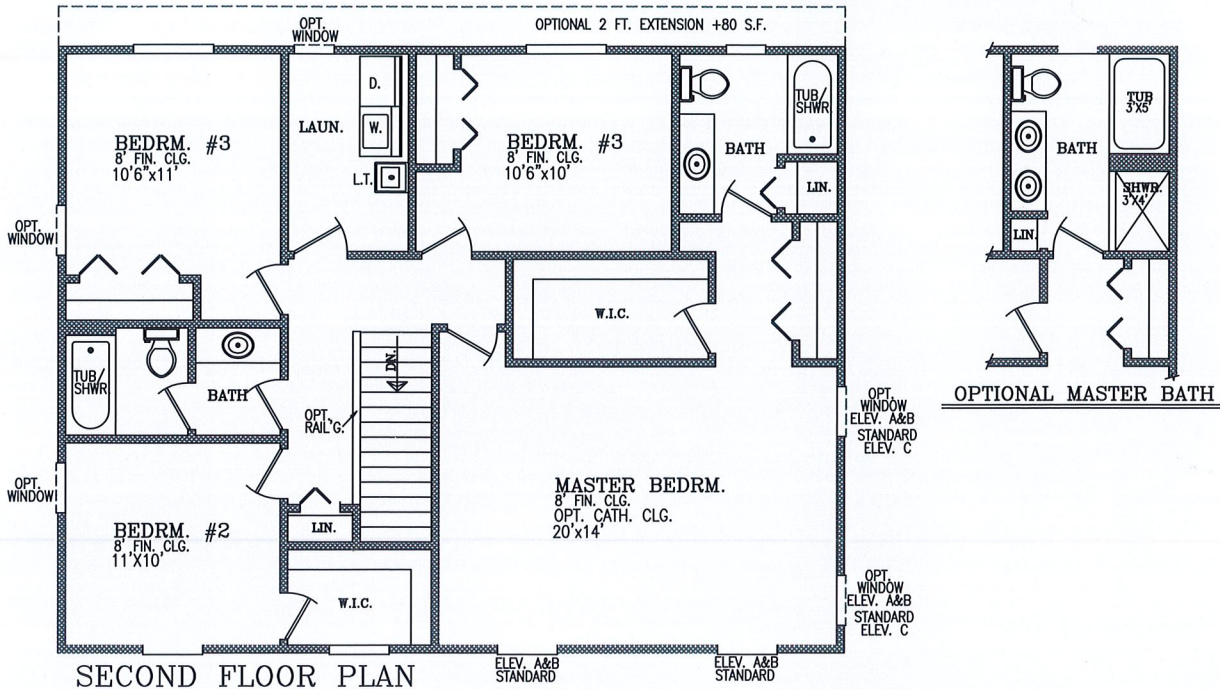 OPTIONAL 2 FT. EXTENSION +80 S.F.
OPT.
WINDOW
D.
W.
LAUN.
L.T.
BEDRM. #3
8' FIN. CLG.
10'6"x11'
BEDRM. #3
8' FIN. CLG.
10'6"x10'
BATH
TUB/
SHWR
LIN.
OPT.
WINDOW
W.I.C.
TUB/
SHWR
BATH
DN.
OPT.
RAIL'G.
OPT.
WINDOW
BEDRM. #2
8' FIN. CLG.
11'X10'
LIN.
W.I.C.
MASTER BEDRM.
8' FIN. CLG.
OPT. CATH. CLG.
20'x14'
OPT.
WINDOW
ELEV. A&B
STANDARD
ELEV. C
OPT.
WINDOW
ELEV. A&B
STANDARD
ELEV. C
ELEV. A&B
STANDARD
ELEV. A&B
STANDARD
SECOND FLOOR PLAN
TUB
3'X5'
BATH
SHWR.
3'X4'
LIN.
OPTIONAL MASTER BATH